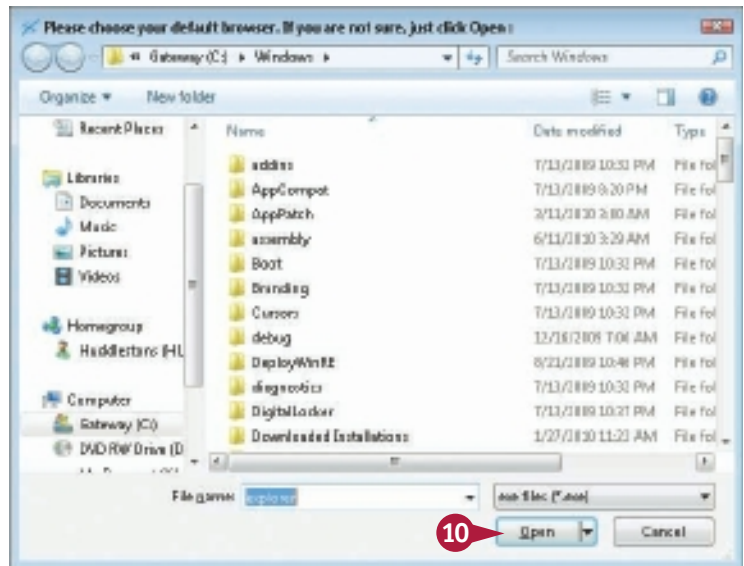 Please choose your default browser. If you are not sure, just click Open :
« Gateway (C:) ▸ Windows ▸
Search Windows
Organize ▾ New folder
Recent Places
Libraries
Documents
Music
Pictures
Videos
Homegroup
Huddlestons (HL
Computer
Gateway (C:)
DVD RW Drive (D
Name Date modified Type
addins 7/13/2009 10:32 PM File fol
AppCompat 7/13/2009 8:20 PM File fol
AppPatch 3/11/2010 3:00 AM File fol
assembly 6/11/2010 3:29 AM File fol
Boot 7/13/2009 10:32 PM File fol
Branding 7/13/2009 10:32 PM File fol
Cursors 7/13/2009 10:32 PM File fol
debug 12/16/2009 7:06 AM File fol
DeployWinRE 8/21/2009 10:46 PM File fol
diagnostics 7/13/2009 10:32 PM File fol
DigitalLocker 7/13/2009 10:37 PM File fol
Downloaded Installations 1/27/2010 11:23 AM File fol
File name: explorer
exe files (*.exe)
10
Open
Cancel